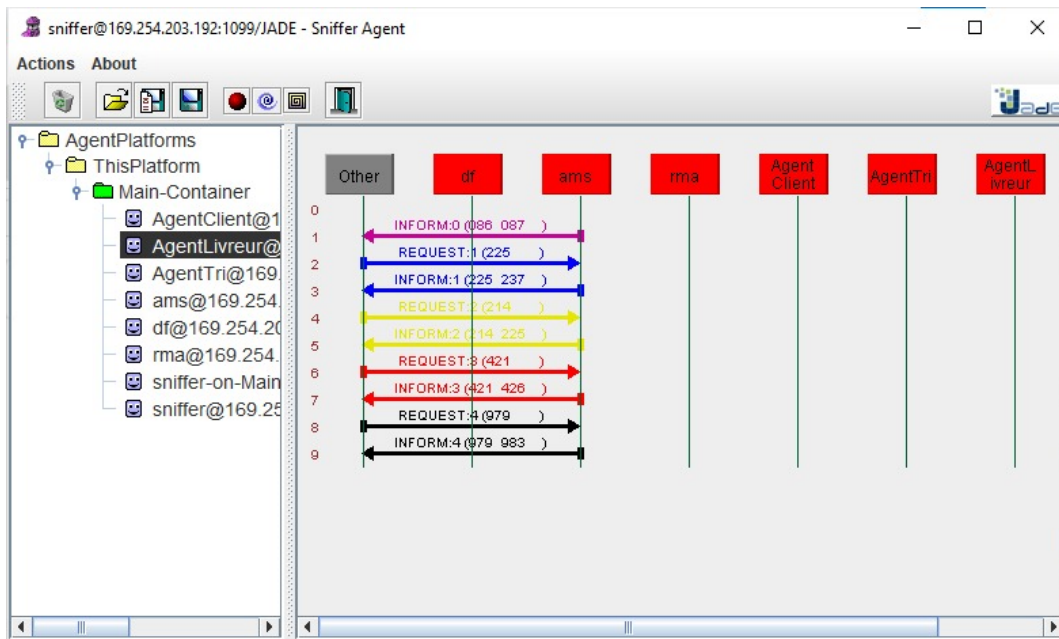 sniffer@169.254.203.192:1099/JADE - Sniffer Agent
Actions About
Jade
AgentPlatforms
ThisPlatform
Main-Container
AgentClient@1
AgentLivreur@
AgentTri@169.
ams@169.254.
df@169.254.20
rma@169.254.
sniffer-on-Main
sniffer@169.25
Other df ams rma Agent Client AgentTri AgentL ivreur
0
INFORM:0 (086 087 )
1
REQUEST:1 (225 )
2
INFORM:1 (225 237 )
3
REQUEST:2 (214 )
4
INFORM:2 (214 225 )
5
REQUEST:3 (421 )
6
INFORM:3 (421 426 )
7
REQUEST:4 (979 )
8
INFORM:4 (979 983 )
9